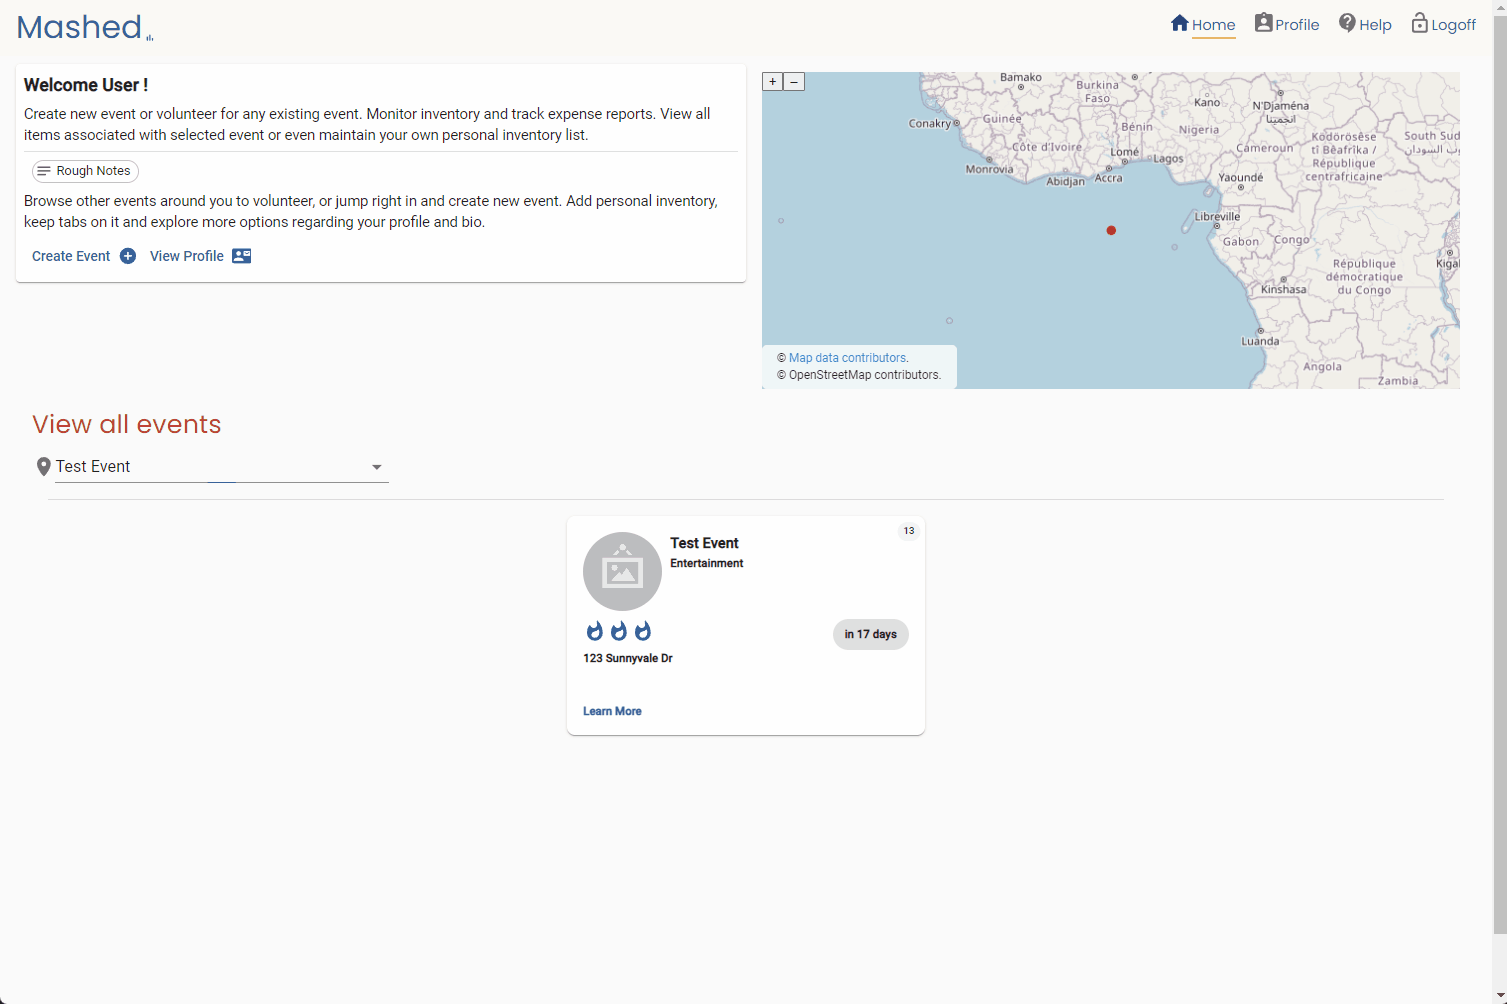 Mashed
Home Profile Help Logoff
Welcome User !
Create new event or volunteer for any existing event. Monitor inventory and track expense reports. View all
items associated with selected event or even maintain your own personal inventory list.
Rough Notes
Browse other events around you to volunteer, or jump right in and create new event. Add personal inventory,
keep tabs on it and explore more options regarding your profile and bio.
Create Event View Profile
+ –
Bamako
Burkina
Faso
Kano
N'Djaména
انجمينا
Conakry
Guinée
Bénin
Nigeria
Ködörösêse
tî Bêafrîka /
République
centrafricaine
South Sud
Côte d'Ivoire
Lomé
Lagos
Cameroun
Monrovia
Abidjan
Accra
Yaoundé
Libreville
Gabon
Congo
République
démocratique
du Congo
Kigal
Kinshasa
Luanda
Angola
Zambia
© Map data contributors.
© OpenStreetMap contributors.
View all events
Test Event
13
Test Event
Entertainment
in 17 days
123 Sunnyvale Dr
Learn More